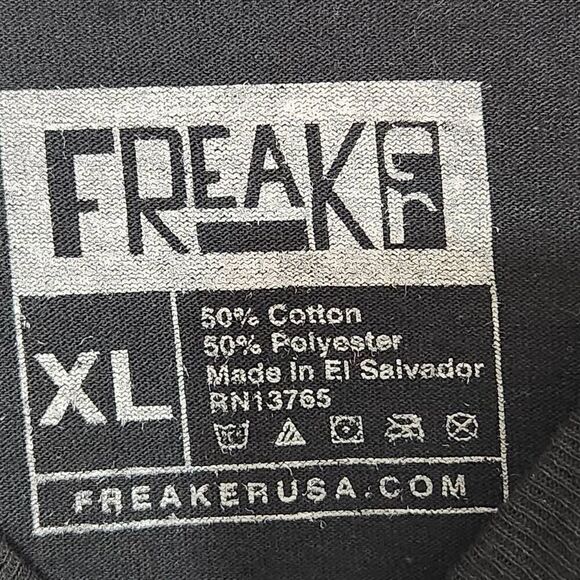 FREAKER
XL
50% Cotton
50% Polyester
Made in El Salvador
RN13765
FREAKERUSA.COM